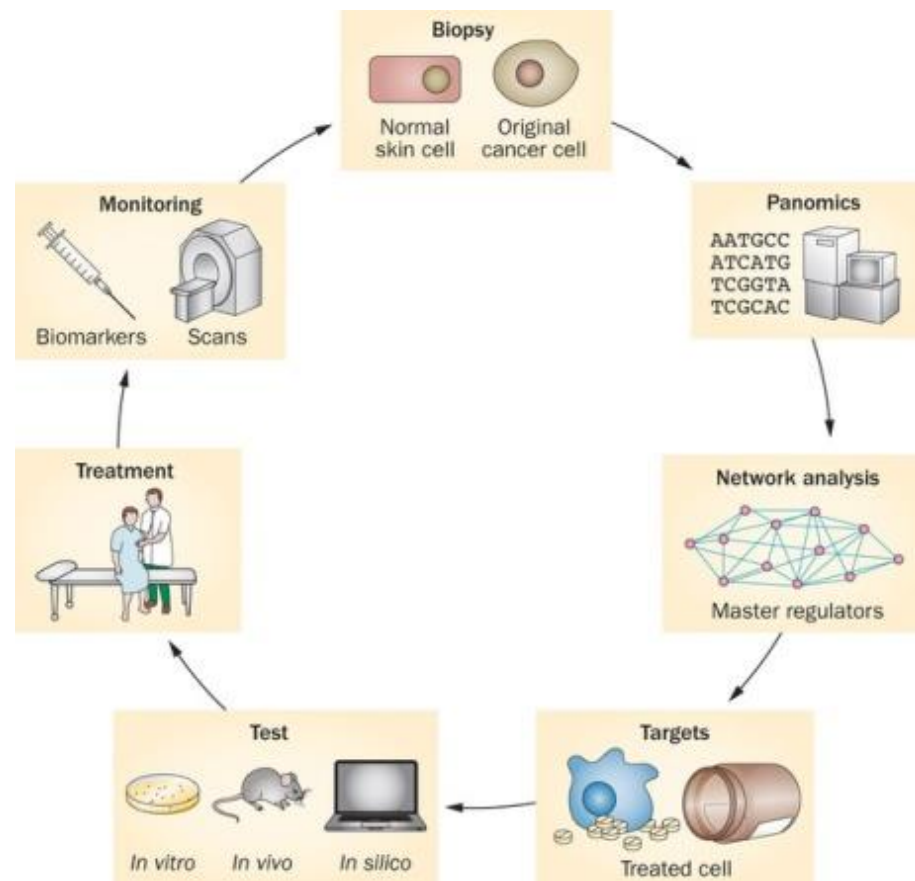 Biopsy
Normal
skin cell
Original
cancer cell
Panomics
AATGCC
ATCATG
TCGGTA
TCGCAC
Network analysis
Master regulators
Targets
Treated cell
Test
In vitro
In vivo
In silico
Treatment
Monitoring
Biomarkers
Scans